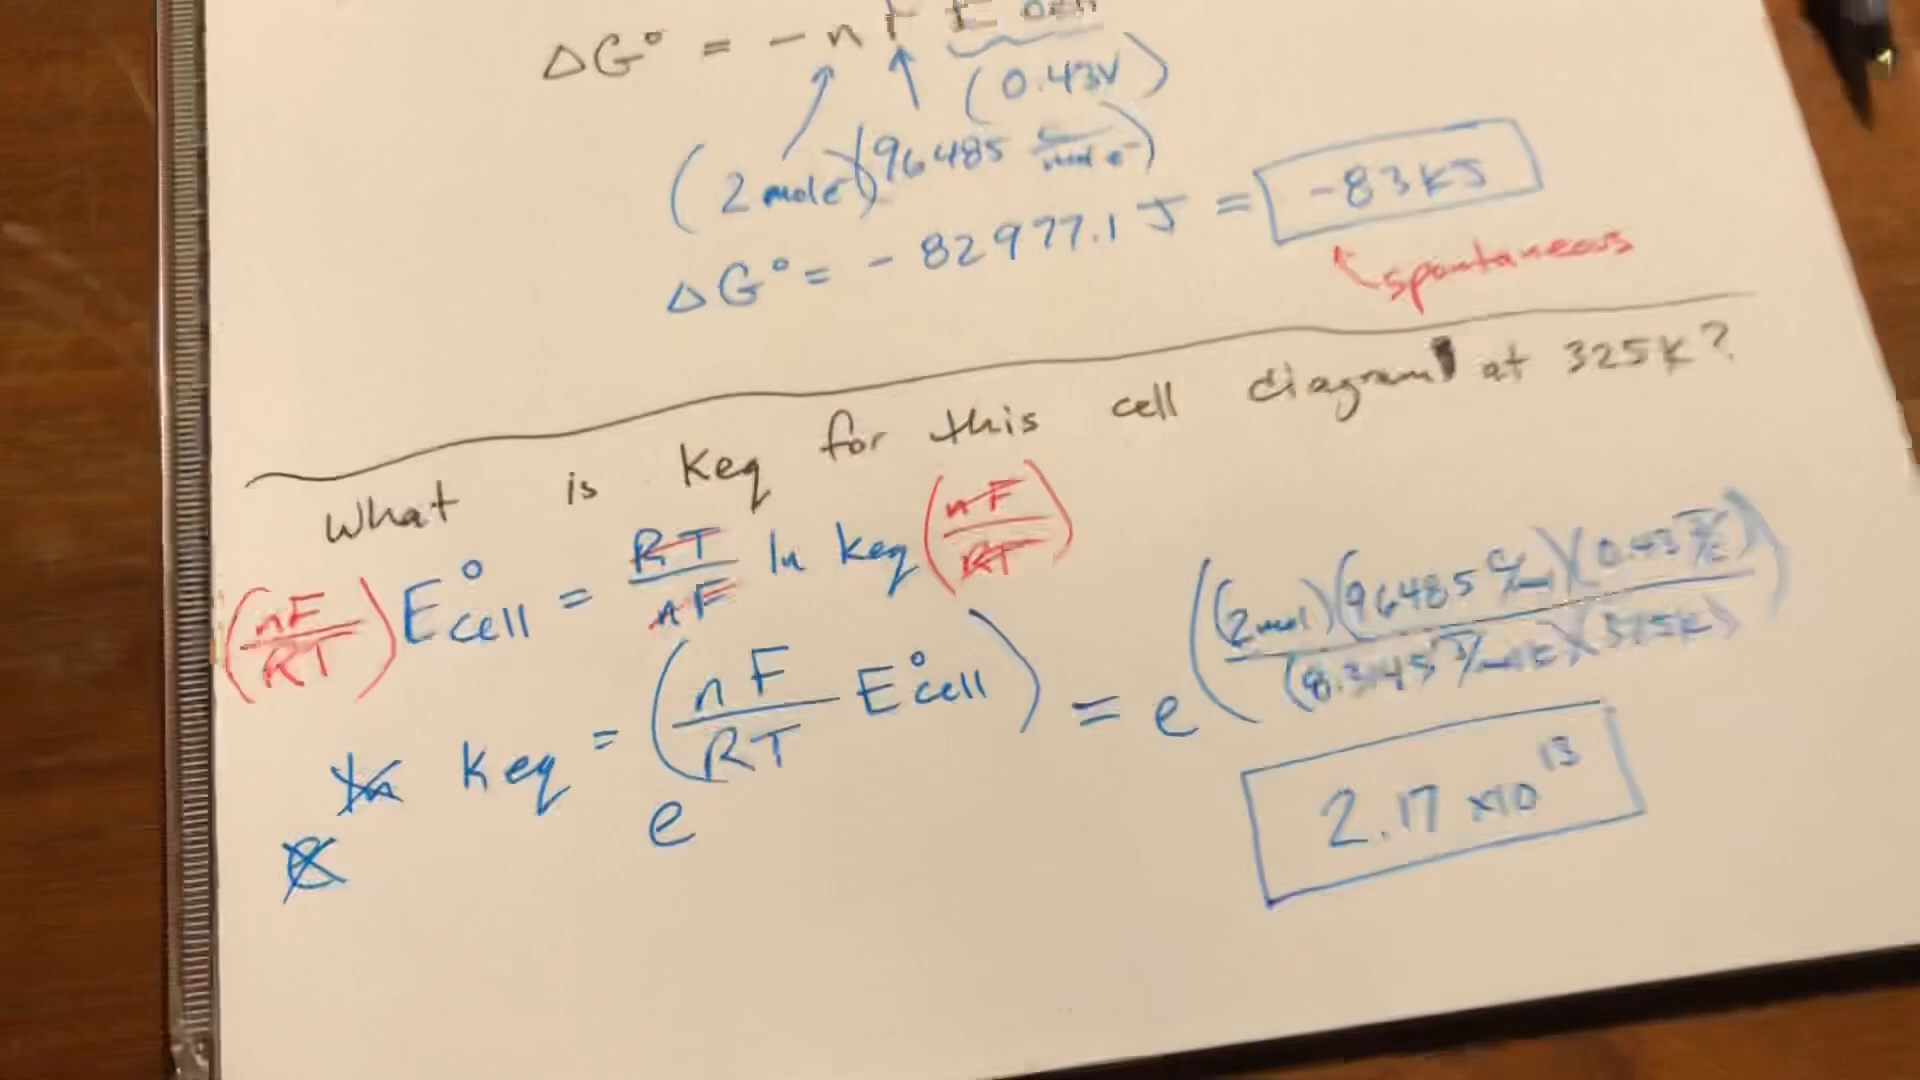 ΔG° = - n F E cell
(0.43V)
(2 mol e⁻)(96485 C/mol e⁻)
ΔG° = - 82977.1 J = -83 kJ
spontaneous
What is Keq for this cell diagram at 325K?
(nF/RT) E°cell = RT/nF ln Keq (nF/RT)
ln Keq = (nF/RT E°cell) = e((2 mol)(96485 C/mol)(0.43 J/C)/(8.3145 J/mol K)(325K))
e e 2.17 x10¹³